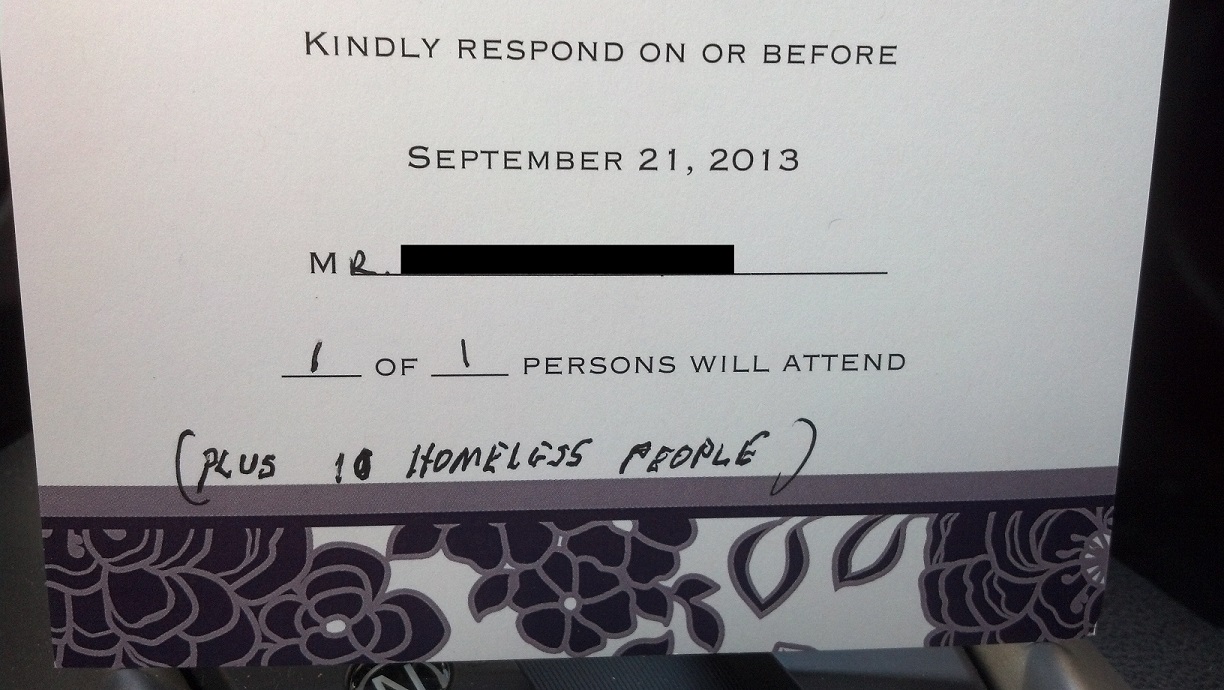 KINDLY RESPOND ON OR BEFORE
SEPTEMBER 21, 2013
MR.
1 OF 1 PERSONS WILL ATTEND
(PLUS 10 HOMELESS PEOPLE)